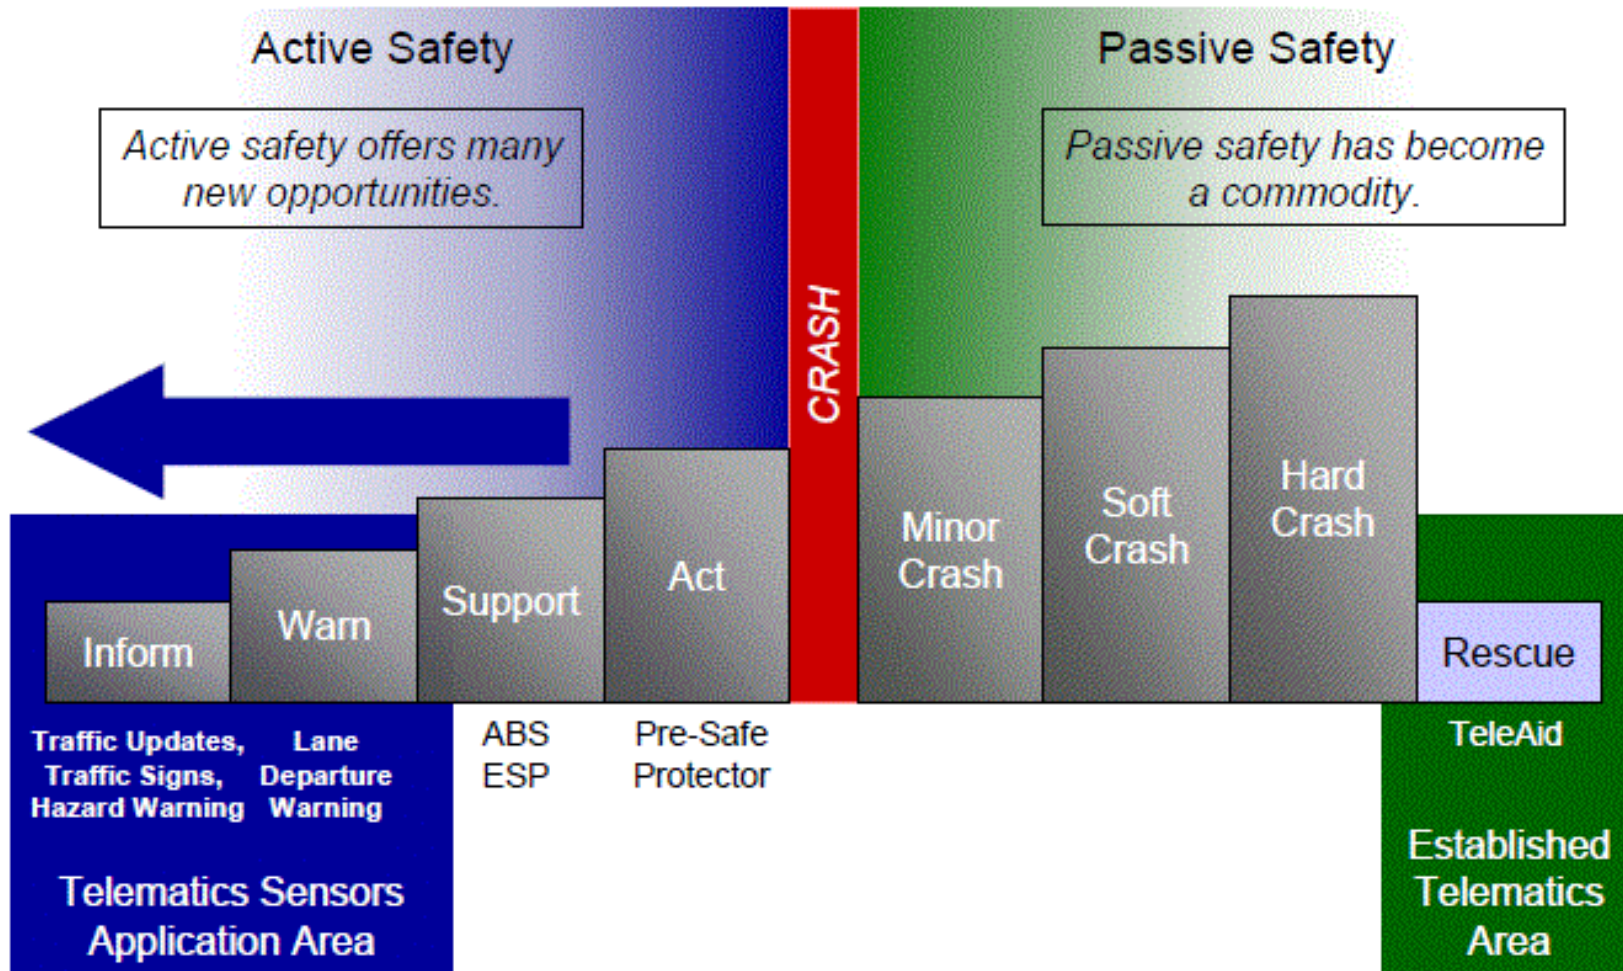 Active Safety
Passive Safety
Active safety offers many
new opportunities.
Passive safety has become
a commodity.
CRASH
Inform
Warn
Support
Act
Minor
Crash
Soft
Crash
Hard
Crash
Rescue
Traffic Updates,
Traffic Signs,
Hazard Warning
Lane
Departure
Warning
ABS
ESP
Pre-Safe
Protector
TeleAid
Telematics Sensors
Application Area
Established
Telematics
Area